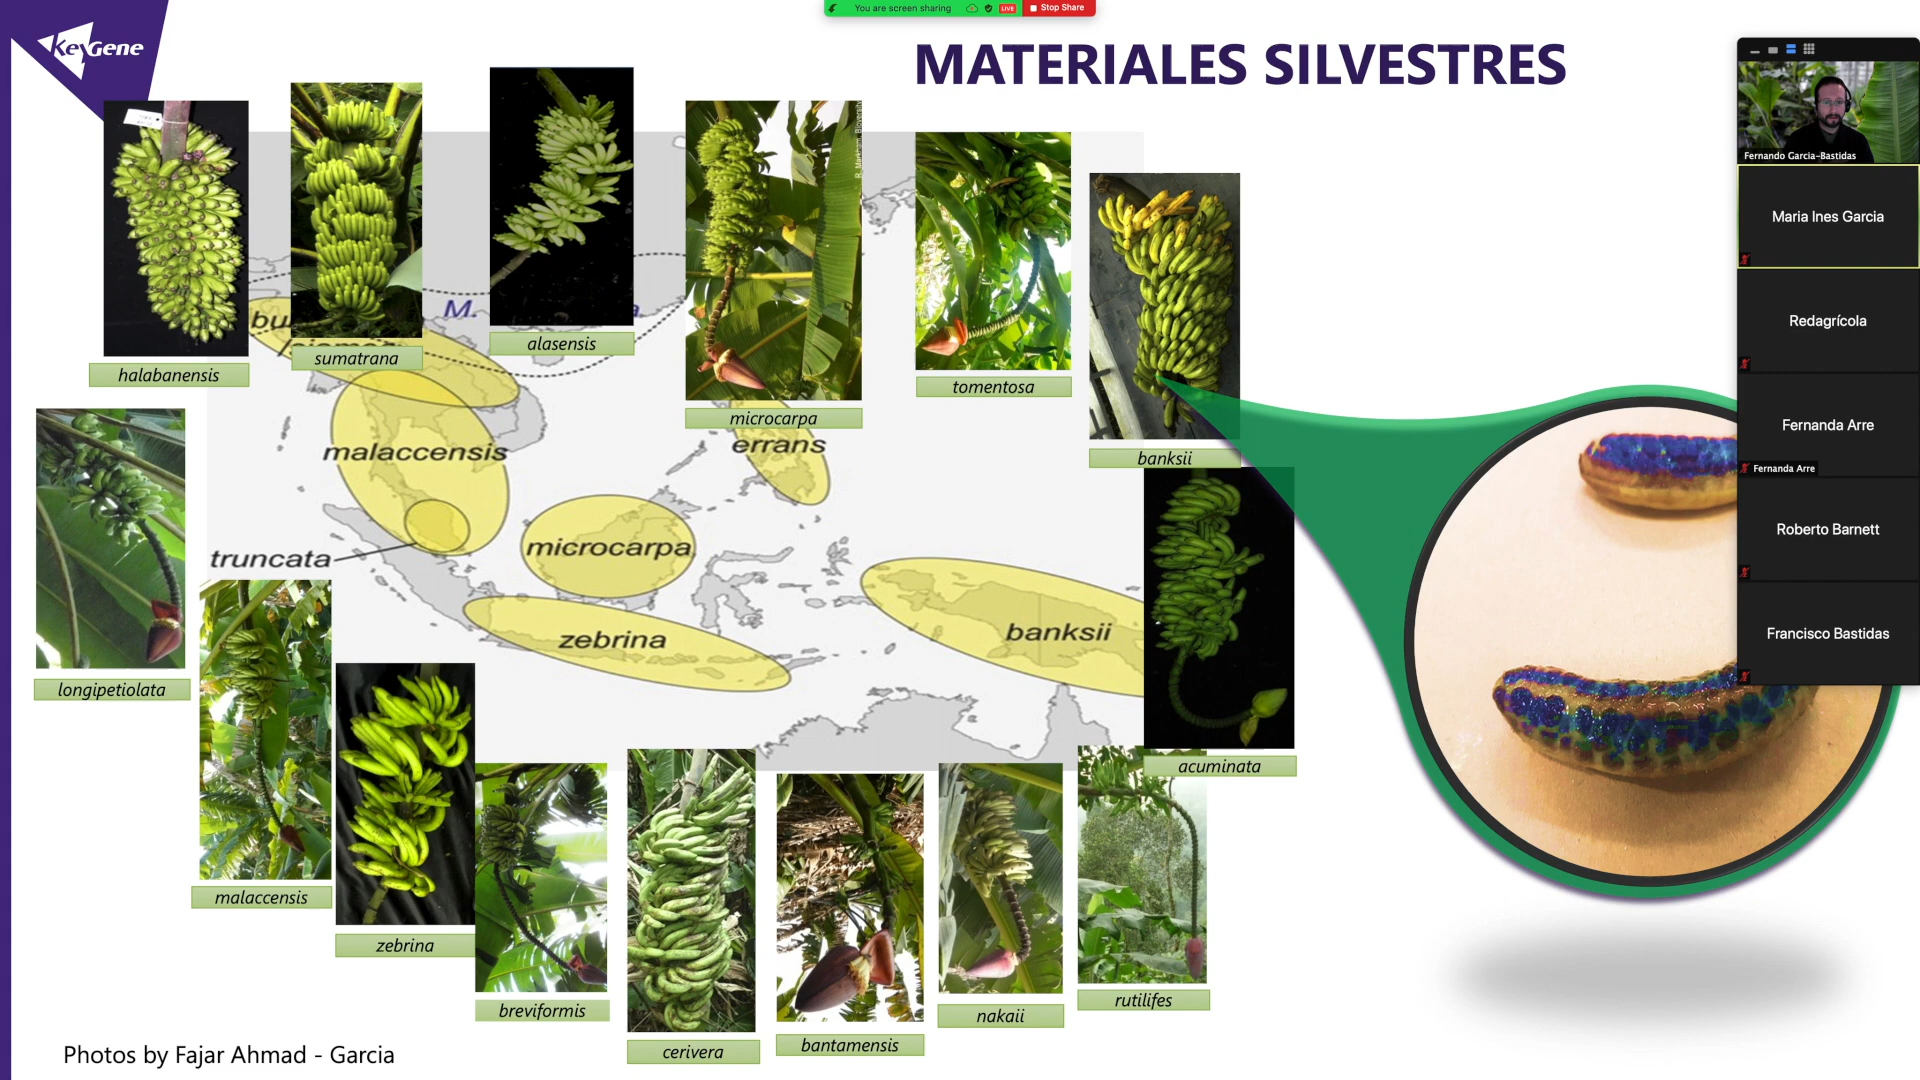 You are screen sharing
LIVE
Stop Share
KeyGene
MATERIALES SILVESTRES
Fernando Garcia-Bastidas
Maria Ines Garcia
Redagrícola
Fernanda Arre
Fernanda Arre
Roberto Barnett
Francisco Bastidas
halabanensis
sumatrana
alasensis
microcarpa
tomentosa
banksii
M.
malaccensis
errans
truncata
microcarpa
zebrina
banksii
longipetiolata
malaccensis
zebrina
breviformis
cerivera
bantamensis
nakaii
rutilifes
acuminata
Photos by Fajar Ahmad - Garcia